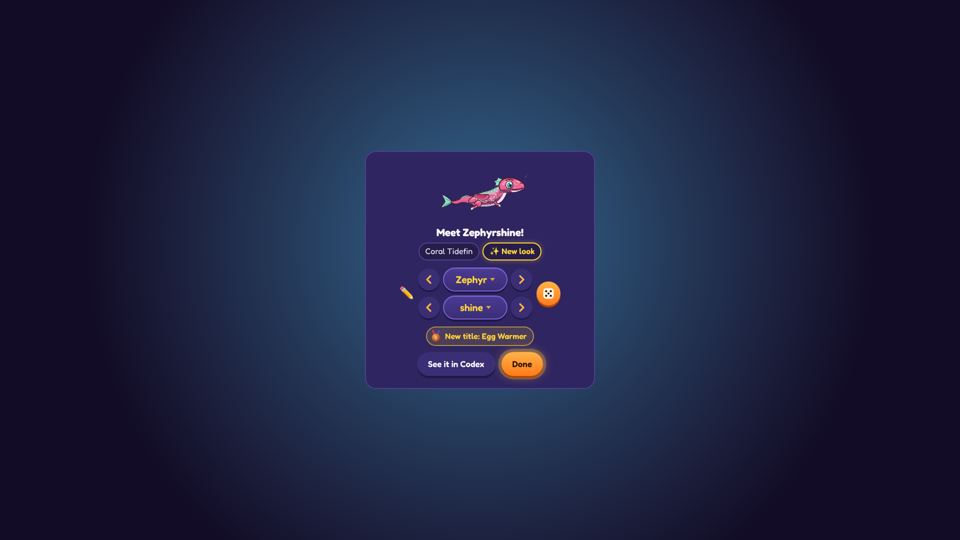 Meet Zephyrshine!
Coral Tidefin
✨ New look
Zephyr
shine
New title: Egg Warmer
See it in Codex
Done